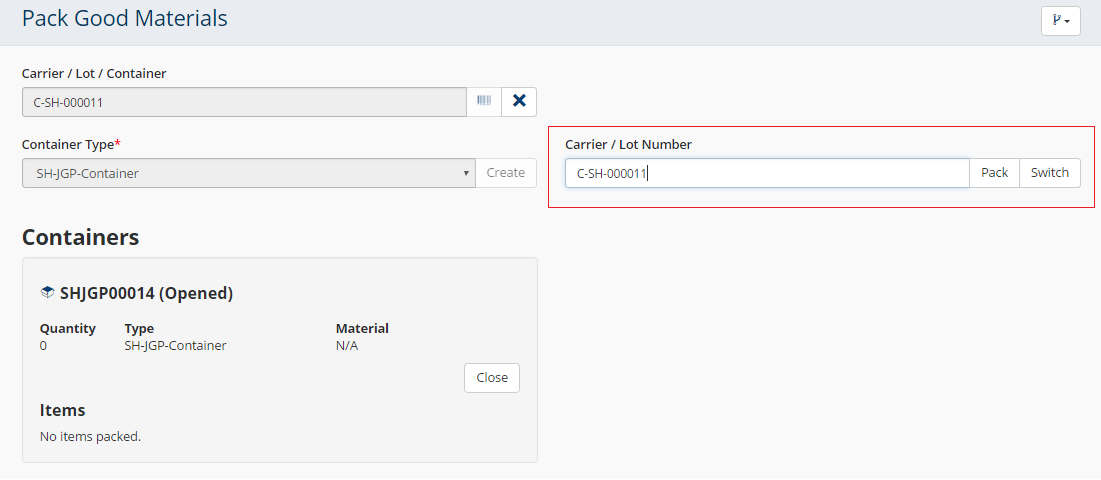 Pack Good Materials
Carrier / Lot / Container
C-SH-000011
Container Type*
SH-JGP-Container
Create
Carrier / Lot Number
C-SH-000011
Pack
Switch
Containers
SHJGP00014 (Opened)
Quantity Type Material
0 SH-JGP-Container N/A
Close
Items
No items packed.